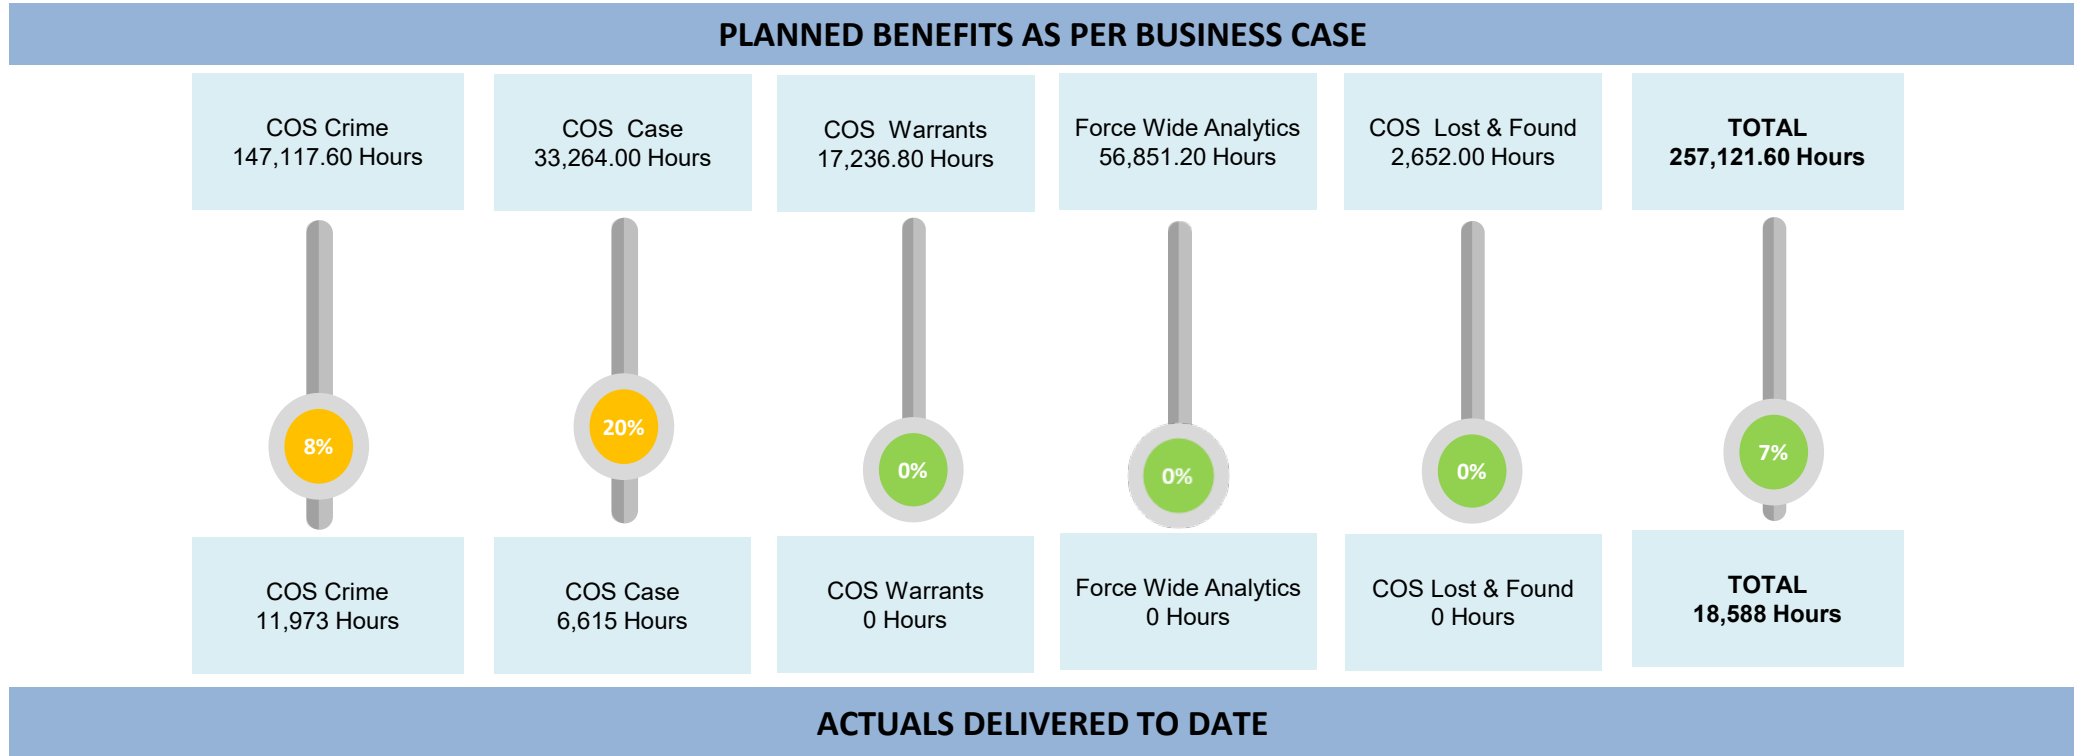 PLANNED BENEFITS AS PER BUSINESS CASE
COS Crime
147,117.60 Hours
COS Case
33,264.00 Hours
COS Warrants
17,236.80 Hours
Force Wide Analytics
56,851.20 Hours
COS Lost & Found
2,652.00 Hours
TOTAL
257,121.60 Hours
8%
20%
0%
0%
0%
7%
COS Crime
11,973 Hours
COS Case
6,615 Hours
COS Warrants
0 Hours
Force Wide Analytics
0 Hours
COS Lost & Found
0 Hours
TOTAL
18,588 Hours
ACTUALS DELIVERED TO DATE